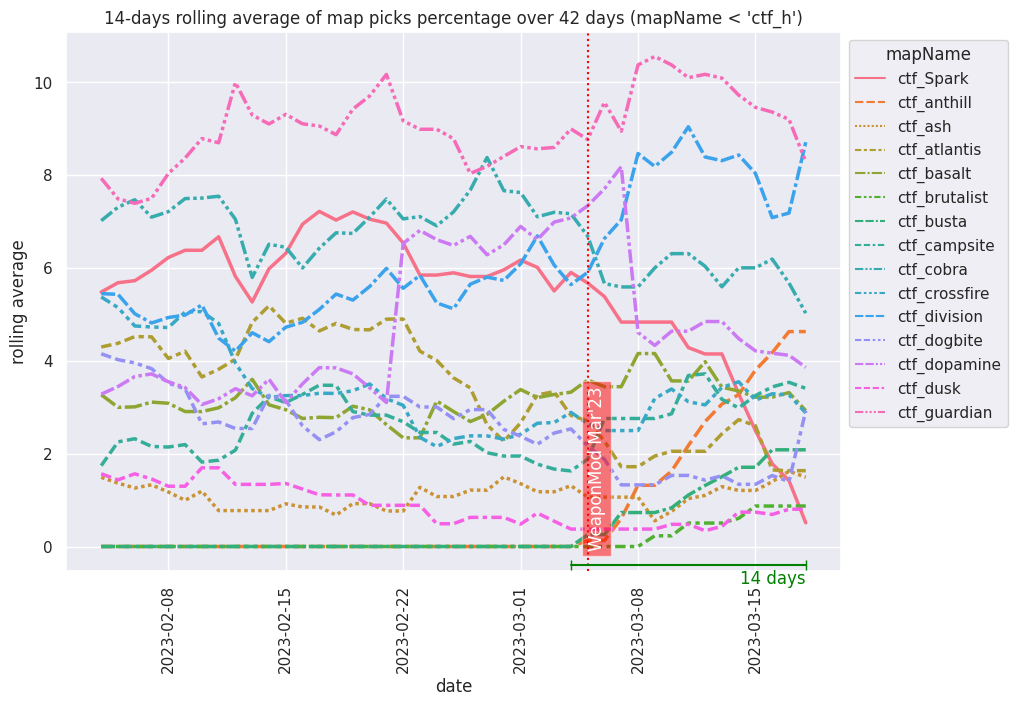 14-days rolling average of map picks percentage over 42 days (mapName < 'ctf_h')
rolling average
10
8
6
4
2
0
WeaponMod Mar'23
14 days
2023-02-08
2023-02-15
2023-02-22
2023-03-01
2023-03-08
2023-03-15
date
mapName
ctf_Spark
ctf_anthill
ctf_ash
ctf_atlantis
ctf_basalt
ctf_brutalist
ctf_busta
ctf_campsite
ctf_cobra
ctf_crossfire
ctf_division
ctf_dogbite
ctf_dopamine
ctf_dusk
ctf_guardian